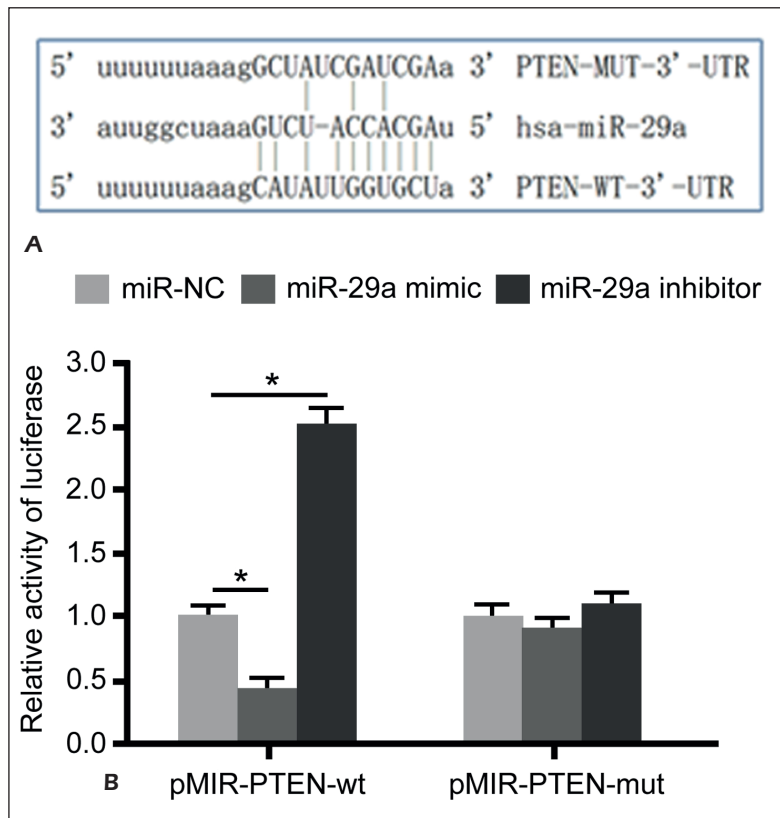 5' uuuuuuaaagGCUAUCGAUCGAa 3' PTEN-MUT-3'-UTR
3' auuggcuaaaGUCU-ACCACGAu 5' hsa-miR-29a
5' uuuuuuaaagCAUAUUGGUGCUa 3' PTEN-WT-3'-UTR
A
miR-NC miR-29a mimic miR-29a inhibitor
Relative activity of luciferase
3.0
2.5
2.0
1.5
1.0
0.5
0.0
*
*
pMIR-PTEN-wt pMIR-PTEN-mut
B